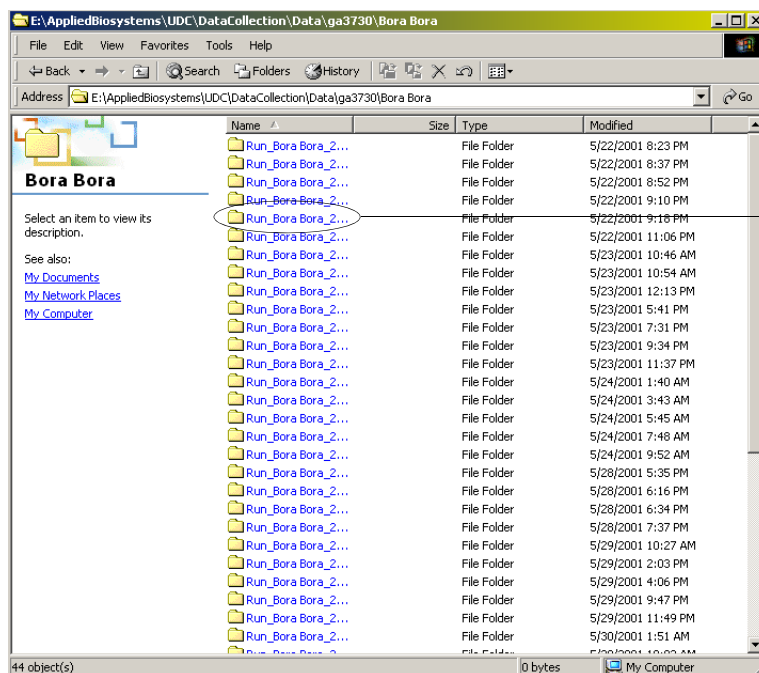 E:\AppliedBiosystems\UDC\DataCollection\Data\ga3730\Bora Bora
File Edit View Favorites Tools Help
Back Search Folders History
Address E:\AppliedBiosystems\UDC\DataCollection\Data\ga3730\Bora Bora Go
Name Size Type Modified
Run_Bora Bora_2... File Folder 5/22/2001 8:23 PM
Run_Bora Bora_2... File Folder 5/22/2001 8:37 PM
Run_Bora Bora_2... File Folder 5/22/2001 8:52 PM
Run_Bora Bora_2... File Folder 5/22/2001 9:10 PM
Run_Bora Bora_2... File Folder 5/22/2001 9:18 PM
Run_Bora Bora_2... File Folder 5/22/2001 11:06 PM
Run_Bora Bora_2... File Folder 5/23/2001 10:46 AM
Run_Bora Bora_2... File Folder 5/23/2001 10:54 AM
Run_Bora Bora_2... File Folder 5/23/2001 12:13 PM
Run_Bora Bora_2... File Folder 5/23/2001 5:41 PM
Run_Bora Bora_2... File Folder 5/23/2001 7:31 PM
Run_Bora Bora_2... File Folder 5/23/2001 9:34 PM
Run_Bora Bora_2... File Folder 5/23/2001 11:37 PM
Run_Bora Bora_2... File Folder 5/24/2001 1:40 AM
Run_Bora Bora_2... File Folder 5/24/2001 3:43 AM
Run_Bora Bora_2... File Folder 5/24/2001 5:45 AM
Run_Bora Bora_2... File Folder 5/24/2001 7:48 AM
Run_Bora Bora_2... File Folder 5/24/2001 9:52 AM
Run_Bora Bora_2... File Folder 5/28/2001 5:35 PM
Run_Bora Bora_2... File Folder 5/28/2001 6:16 PM
Run_Bora Bora_2... File Folder 5/28/2001 6:34 PM
Run_Bora Bora_2... File Folder 5/28/2001 7:37 PM
Run_Bora Bora_2... File Folder 5/29/2001 10:27 AM
Run_Bora Bora_2... File Folder 5/29/2001 2:03 PM
Run_Bora Bora_2... File Folder 5/29/2001 4:06 PM
Run_Bora Bora_2... File Folder 5/29/2001 9:47 PM
Run_Bora Bora_2... File Folder 5/29/2001 11:49 PM
Run_Bora Bora_2... File Folder 5/30/2001 1:51 AM
Bora Bora
Select an item to view its
description.
See also:
My Documents
My Network Places
My Computer
44 object(s) 0 bytes My Computer